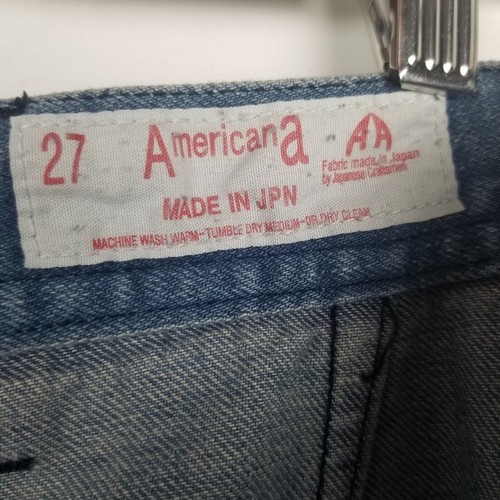 27
AmericanA
AA
Fabric made in Japan
by Japanese Craftsmen
MADE IN JPN
MACHINE WASH WARM-TUMBLE DRY MEDIUM-OR DRY CLEAM